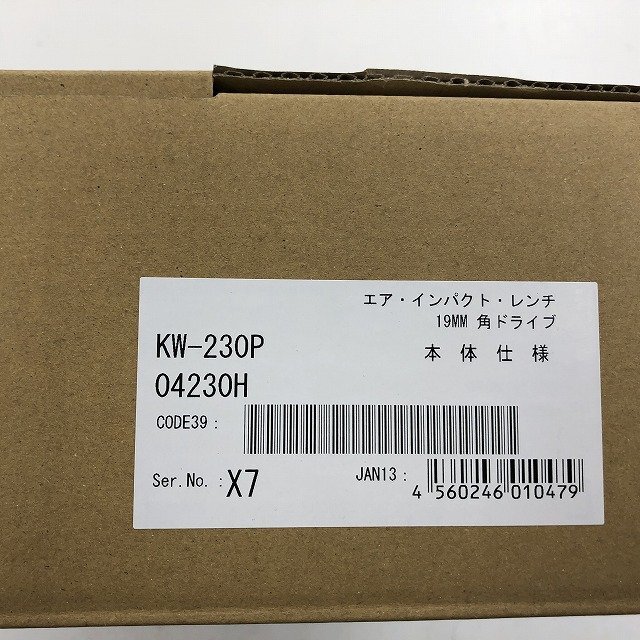 エア・インパクト・レンチ
19MM 角ドライブ
KW-230P
本体仕様
04230H
CODE39 :
Ser.No. : X7
JAN13 :
4 560246 010479